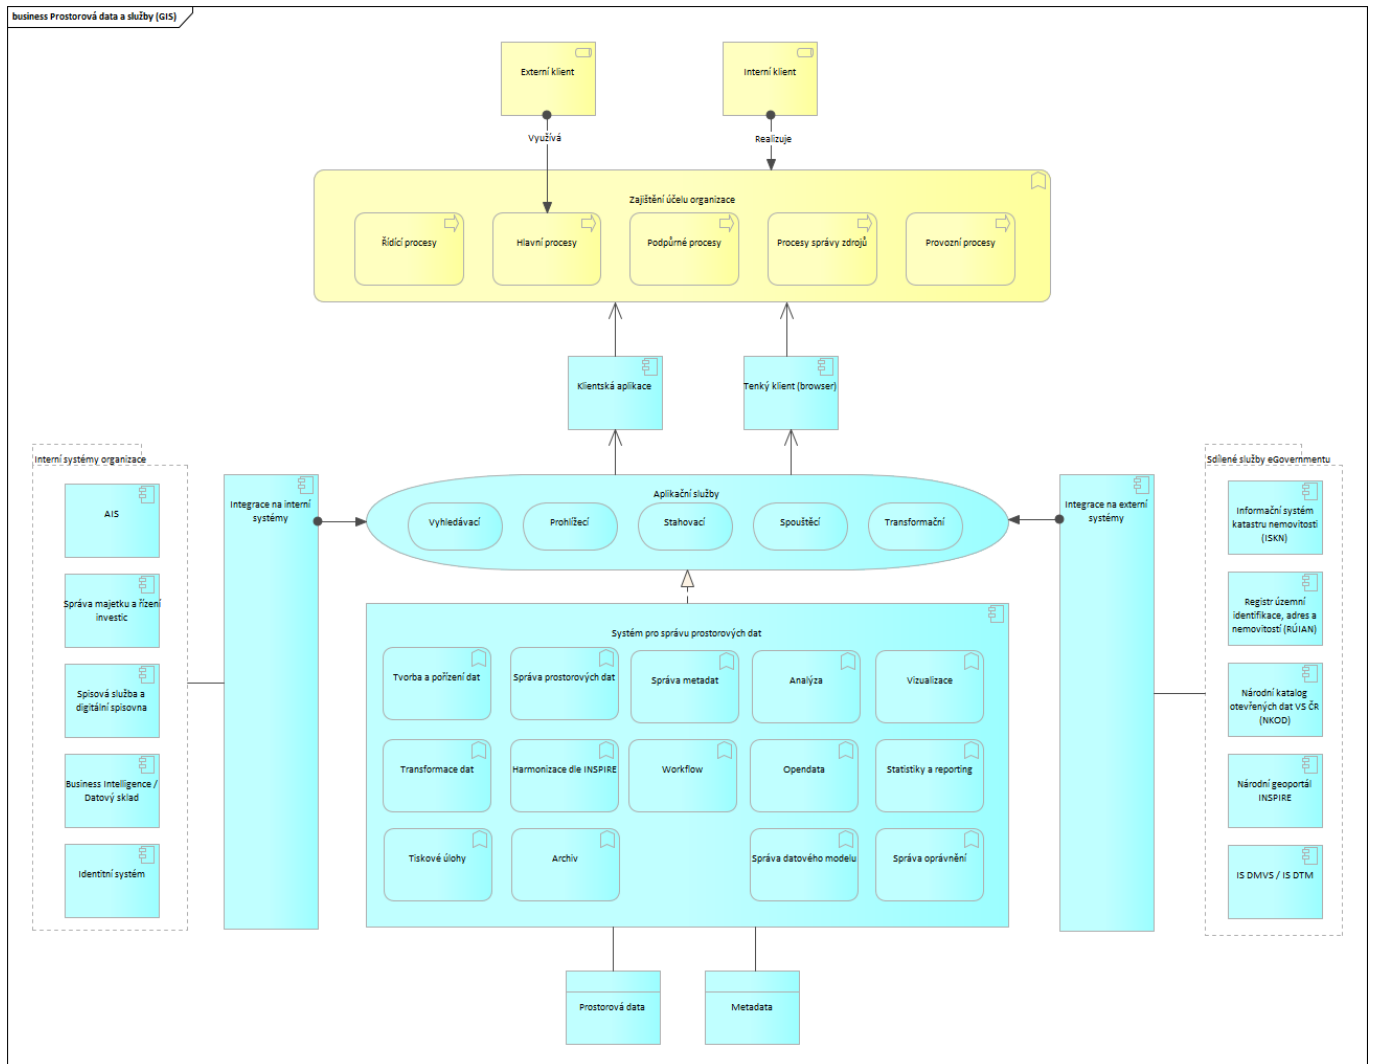 business Prostorová data a služby (GIS)
Externí klient
Interní klient
Využívá
Realizuje
Zajištění účelu organizace
Řídící procesy
Hlavní procesy
Podpůrné procesy
Procesy správy zdrojů
Provozní procesy
Klientská aplikace
Tenký klient (browser)
Interní systémy organizace
AIS
Správa majetku a řízení
investic
Spisová služba a
digitální spisovna
Business Intelligence /
Datový sklad
Identitní systém
Integrace na interní
systémy
Aplikační služby
Vyhledávací
Prohlížecí
Stahovací
Spouštěcí
Transformační
Integrace na externí
systémy
Sdílené služby eGovernmentu
Informační systém
katastru nemovitosti
(ISKN)
Registr územní
identifikace, adres a
nemovitostí (RÚIAN)
Národní katalog
otevřených dat VS ČR
(NKOD)
Národní geoportál
INSPIRE
IS DMVS / IS DTM
Systém pro správu prostorových dat
Tvorba a pořízení dat
Správa prostorových dat
Správa metadat
Analýza
Vizualizace
Transformace dat
Harmonizace dle INSPIRE
Workflow
Opendata
Statistiky a reporting
Tiskové úlohy
Archiv
Správa datového modelu
Správa oprávnění
Prostorová data
Metadata